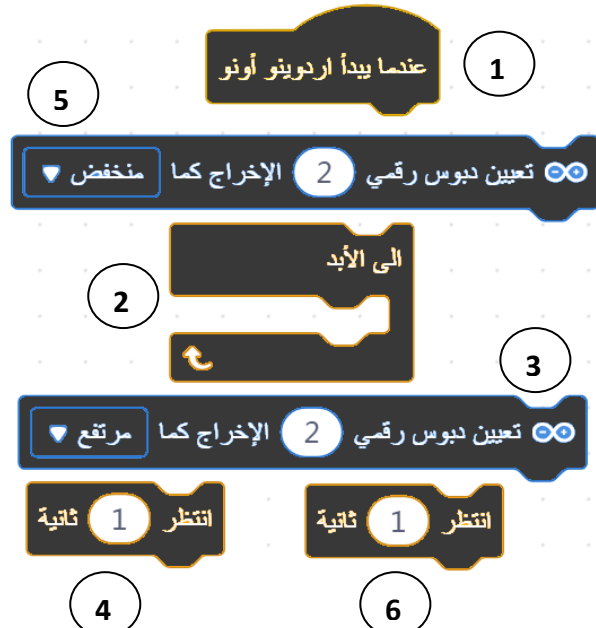 عندما يبدأ اردوينو أونو
1
5
تعيين دبوس رقمي 2 الإخراج كما منخفض
الى الأبد
2
3
تعيين دبوس رقمي 2 الإخراج كما مرتفع
انتظر 1 ثانية
انتظر 1 ثانية
4
6